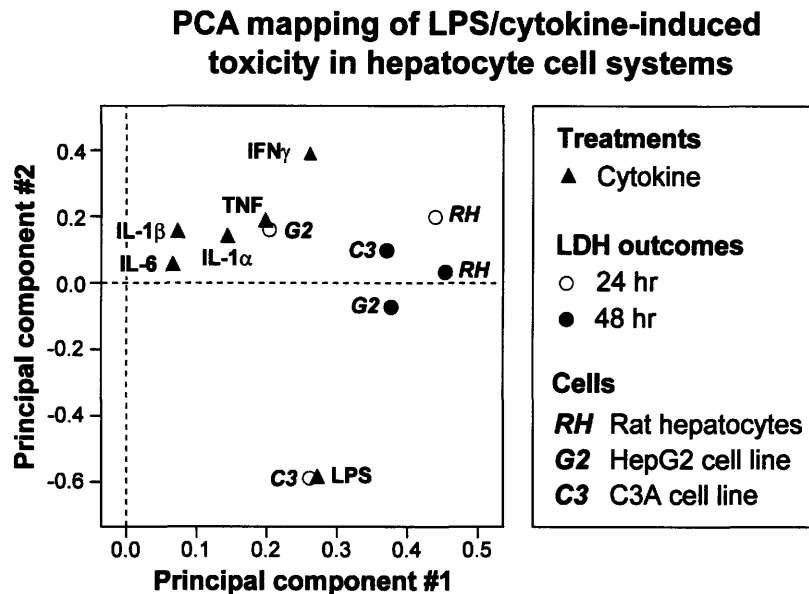 PCA mapping of LPS/cytokine-induced
toxicity in hepatocyte cell systems
Principal component #2
0.4
0.2
0.0
-0.2
-0.4
-0.6
IFNγ
TNF
G2
IL-1β
IL-1α
IL-6
RH
C3
RH
G2
C3
LPS
0.0 0.1 0.2 0.3 0.4 0.5
Principal component #1
Treatments
Cytokine
LDH outcomes
24 hr
48 hr
Cells
RH Rat hepatocytes
G2 HepG2 cell line
C3 C3A cell line